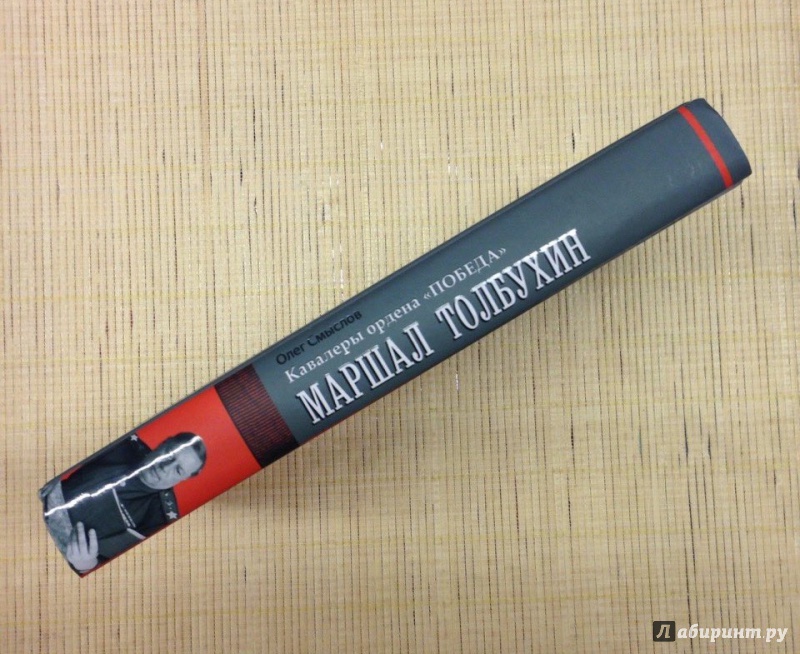 Олег Смыслов
Кавалеры ордена «ПОБЕДА»
МАРШАЛ ТОЛБУХИН
Лабиринт.ру